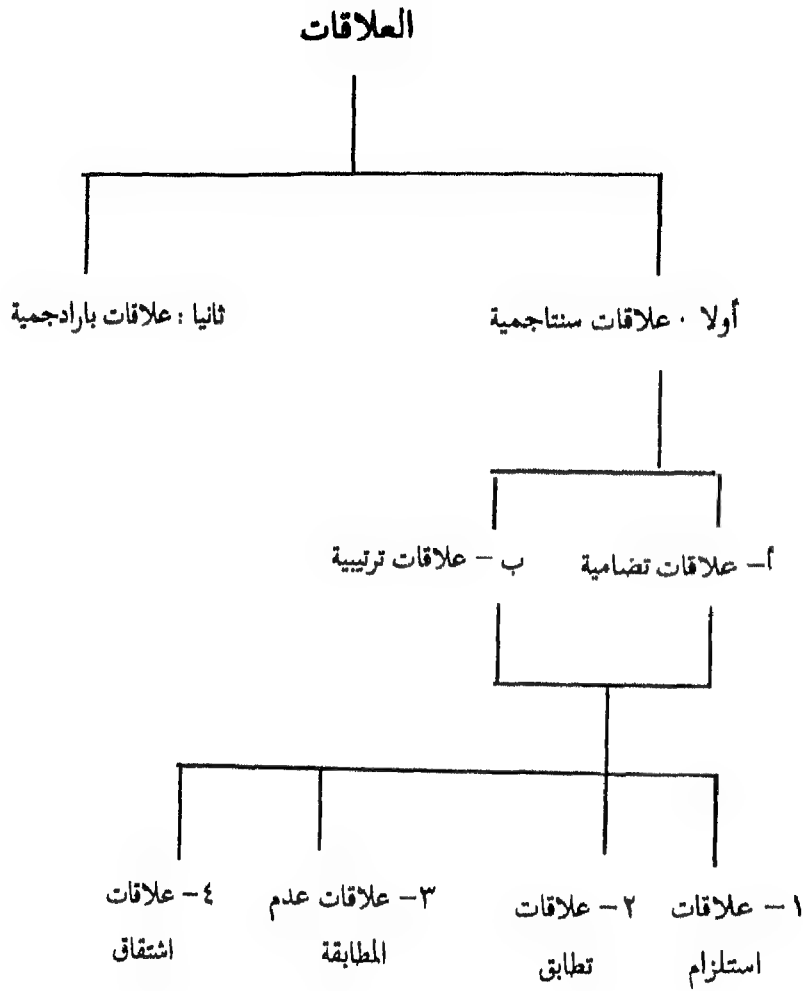 العلاقات
أولا . علاقات سنتاجمية
ثانيا : علاقات بارادجمية
أ – علاقات تضامية
ب – علاقات ترتيبية
١ – علاقات
استلزام
٢ – علاقات
تطابق
٣ – علاقات عدم
المطابقة
٤ – علاقات
اشتقاق